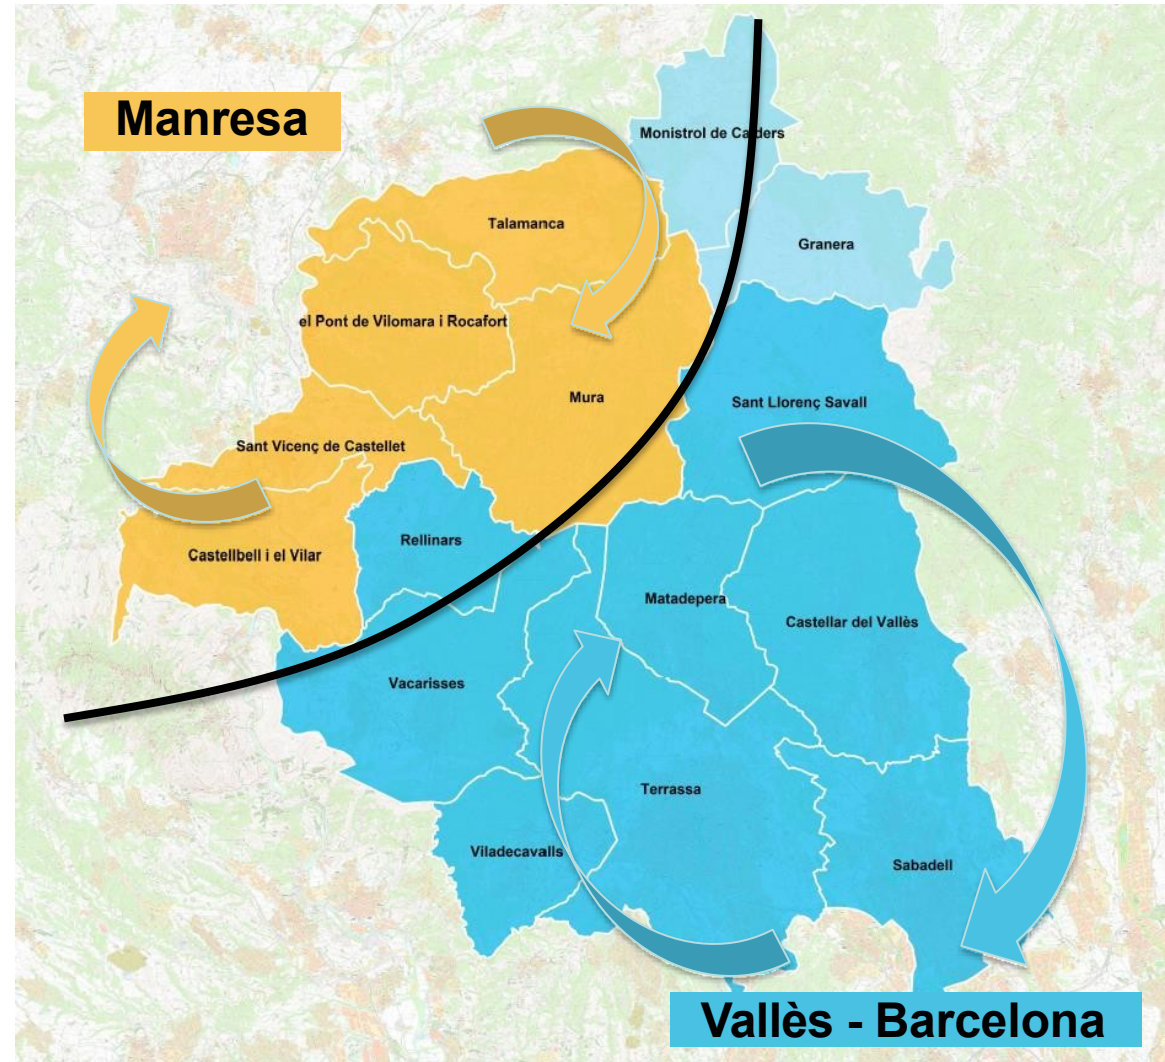 Manresa
Monistrol de Calders
Talamanca
Granera
el Pont de Vilomara i Rocafort
Mura
Sant Llorenç Savall
Sant Vicenç de Castellet
Rellinars
Castellbell i el Vilar
Matadepera
Castellar del Vallès
Vacarisses
Terrassa
Viladecavalls
Sabadell
Vallès - Barcelona